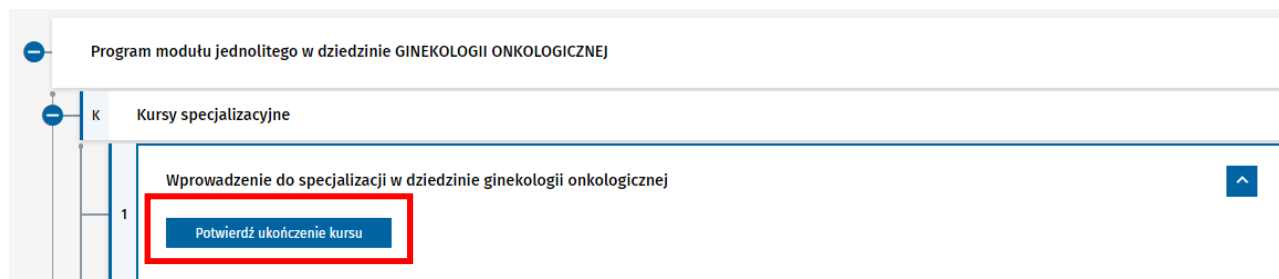 Program modułu jednolitego w dziedzinie GINEKOLOGII ONKOLOGICZNEJ
K Kursy specjalizacyjne
Wprowadzenie do specjalizacji w dziedzinie ginekologii onkologicznej
1
Potwierdź ukończenie kursu